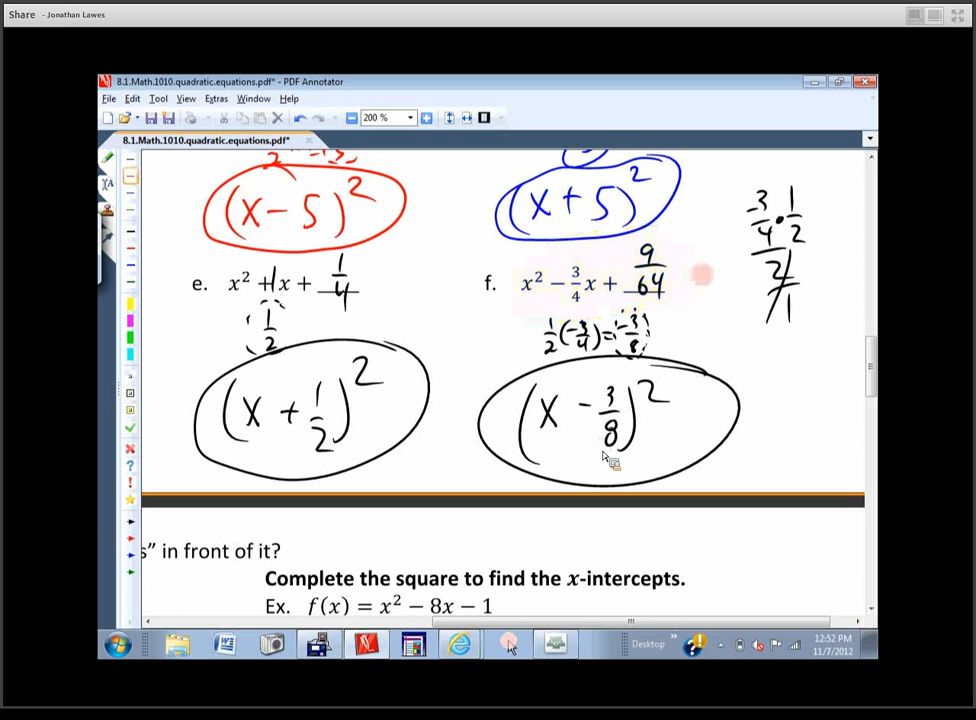 Share - Jonathan Lawes
8.1.Math.1010.quadratic.equations.pdf* - PDF Annotator
File Edit Tool View Extras Window Help
200 %
8.1.Math.1010.quadratic.equations.pdf*
(x - 5)²
(x + 5)²
-3/4 · 1/2
e. x² + 1x + 1/4
f. x² − 3/4 x + 9/64
1/2
1/2(-3/4) = -3/8
(x + 1/2)²
(x - 3/8)²
s” in front of it?
Complete the square to find the x-intercepts.
Ex. f(x) = x² − 8x − 1
Desktop
12:52 PM
11/7/2012